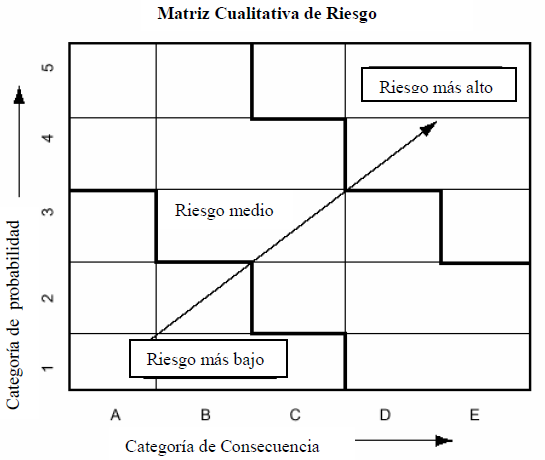 Matriz Cualitativa de Riesgo
5
Riesgo más alto
4
3
Riesgo medio
2
Riesgo más bajo
1
Categoría de probabilidad
A B C D E
Categoría de Consecuencia